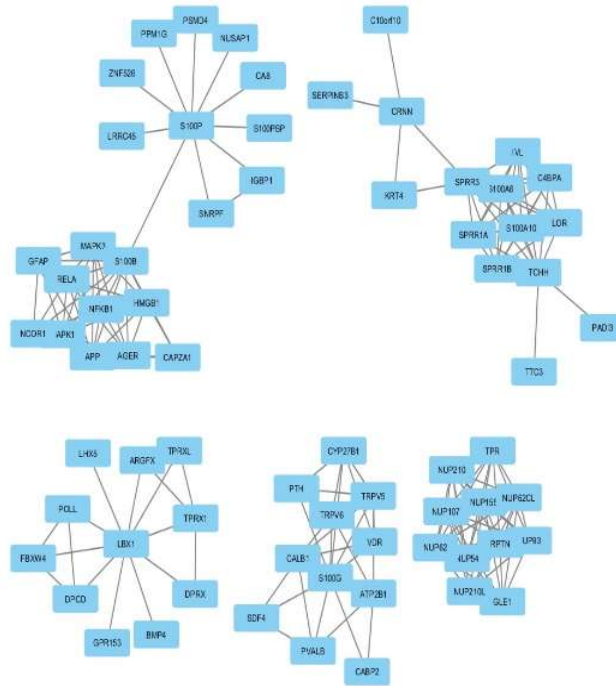 C10orf10
PSMD4
PPM1G
NUSAP1
ZNF526
CA8
SERPINB3
CRNN
S100P
S100PBP
LRRC45
IVL
IGBP1
SPRR3
S100A8
C4BPA
KRT4
SNRPF
S100A10
LOR
SPRR1A
MAPK3
GFAP
S100B
SPRR1B
TCHH
RELA
HMGB1
NFKB1
NCOR1
APK1
PADI3
APP
AGER
CAPZA1
TTC3
LHX5
TPRXL
CYP27B1
TPR
ARGFX
NUP210
PTH
TRPV5
NUP155
NUP62CL
POLL
TPRX1
TRPV6
NUP107
LBX1
VDR
NUP62
RPTN
UP93
FBXW4
CALB1
NUP54
S100G
DPCD
DPRX
ATP2B1
NUP210L
GLE1
SDF4
GPR153
BMP4
PVALB
CABP2